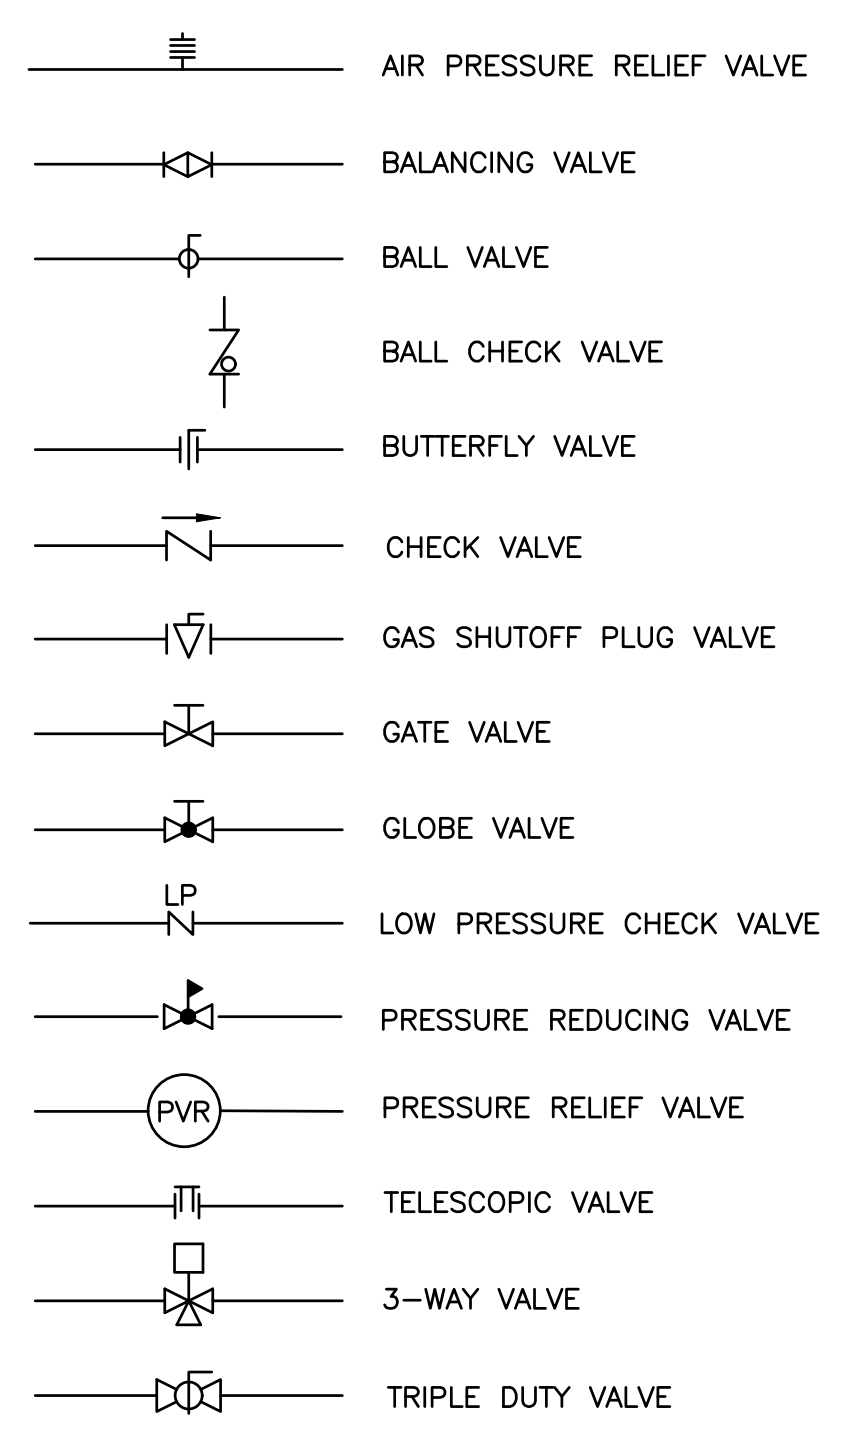 AIR PRESSURE RELIEF VALVE
BALANCING VALVE
BALL VALVE
BALL CHECK VALVE
BUTTERFLY VALVE
CHECK VALVE
GAS SHUTOFF PLUG VALVE
GATE VALVE
GLOBE VALVE
LP
LOW PRESSURE CHECK VALVE
PRESSURE REDUCING VALVE
PVR
PRESSURE RELIEF VALVE
TELESCOPIC VALVE
3-WAY VALVE
TRIPLE DUTY VALVE